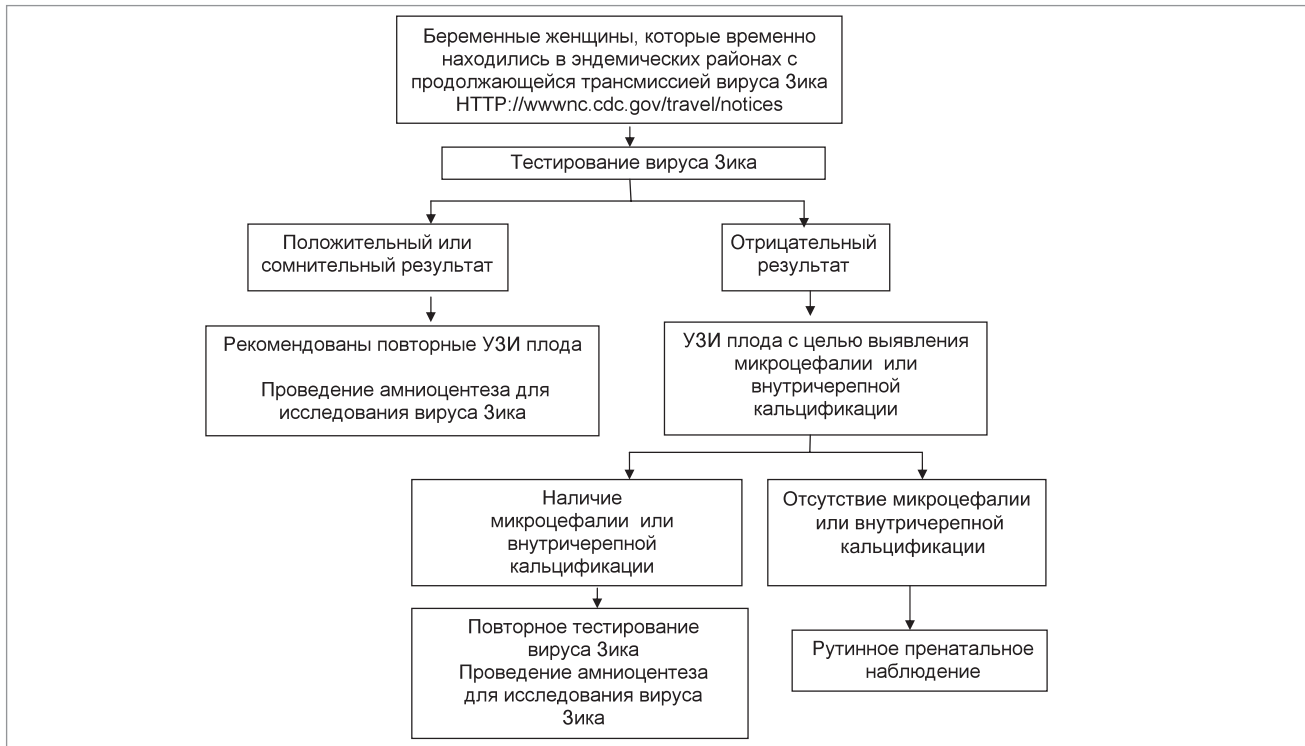 Беременные женщины, которые временно
находились в эндемических районах с
продолжающейся трансмиссией вируса Зика
HTTP://wwwnc.cdc.gov/travel/notices
Тестирование вируса Зика
Положительный или
сомнительный результат
Отрицательный
результат
Рекомендованы повторные УЗИ плода
Проведение амниоцентеза для
исследования вируса Зика
УЗИ плода с целью выявления
микроцефалии или
внутричерепной
кальцификации
Наличие
микроцефалии или
внутричерепной
кальцификации
Отсутствие микроцефалии
или внутричерепной
кальцификации
Повторное тестирование
вируса Зика
Проведение амниоцентеза
для исследования вируса
Зика
Рутинное пренатальное
наблюдение